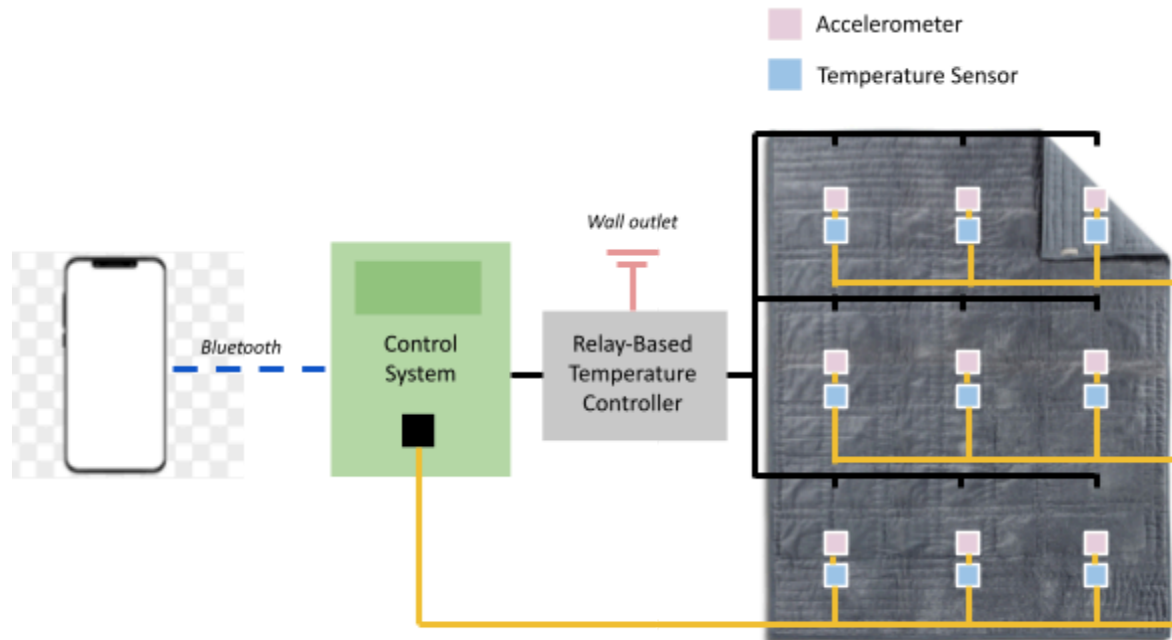 Accelerometer
Temperature Sensor
Wall outlet
Bluetooth
Control
System
Relay-Based
Temperature
Controller